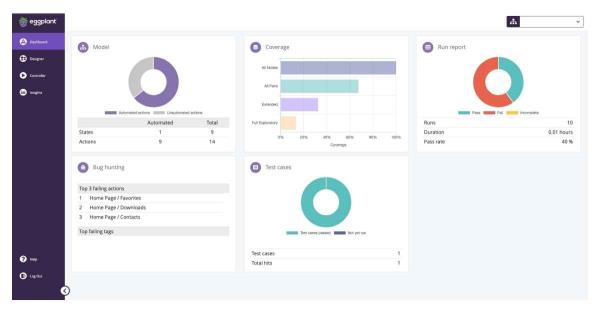 eggplant
Dashboard
Designer
Controller
Insights
Help
Log Out
Model
Automated actions Unautomated actions
Automated Total
States 1 9
Actions 9 14
Coverage
All Nodes
All Pairs
Extended
Full Exploratory
0% 20% 40% 60% 80% 100%
Coverage
Run report
Pass Fail Incomplete
Runs 10
Duration 0.01 hours
Pass rate 40 %
Bug hunting
Top 3 failing actions
1 Home Page / Favorites
2 Home Page / Downloads
3 Home Page / Contacts
Top failing tags
Test cases
Test cases passed Not yet run
Test cases 1
Total hits 1